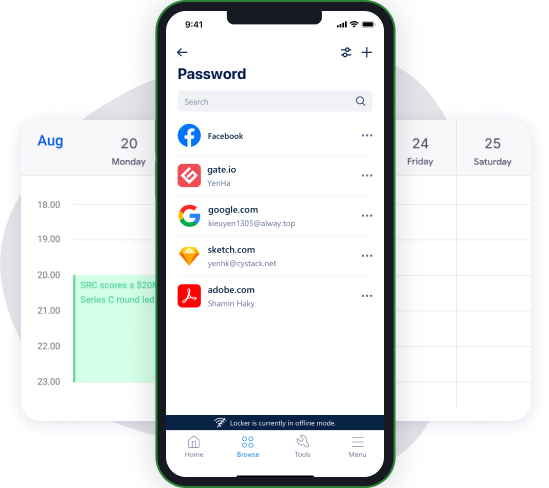 9:41
Password
Search
Facebook
gate.io
YenHa
google.com
kieuyen1305@alway.top
sketch.com
yenhk@cystack.net
adobe.com
Shamin Haky
Locker is currently in offline mode.
Home
Browse
Tools
Menu
Aug
20
Monday
24
Friday
25
Saturday
18.00
19.00
20.00
SRC scores a $20M
Series C round led
21.00
22.00
23.00